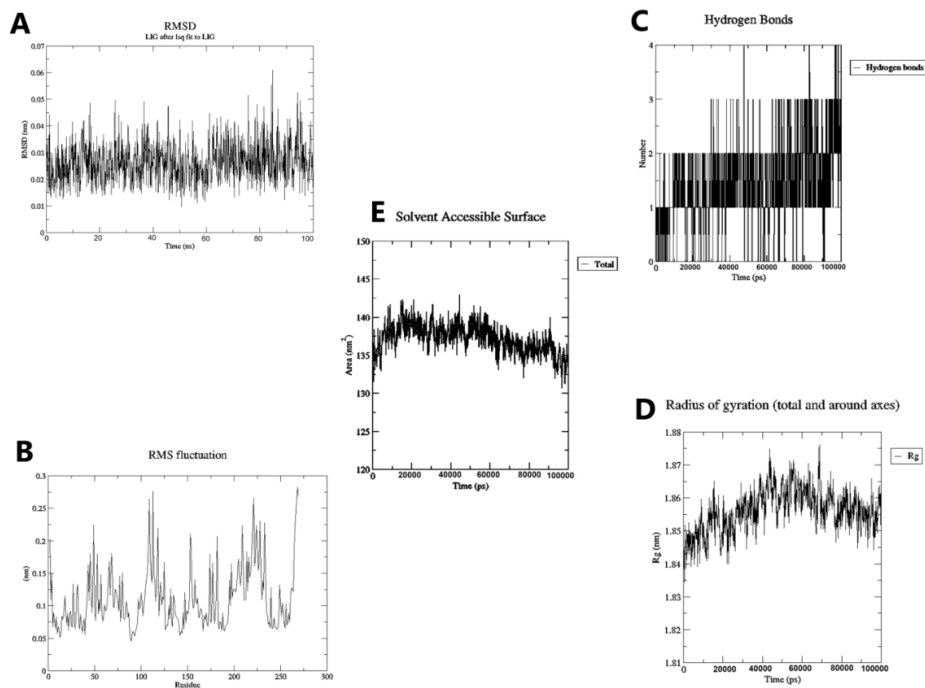 A
RMSD
LIG after lsq fit to LIG
0.07
0.06
0.05
0.04
0.03
0.02
0.01
0
RMSD (nm)
0 20 40 60 80 100
Time (ns)
B
RMS fluctuation
0.3
0.25
0.2
0.15
0.1
0.05
0
(nm)
0 50 100 150 200 250 300
Residue
E
Solvent Accessible Surface
150
145
140
135
130
125
120
Area (nm²)
20000 40000 60000 80000 100000
Time (ps)
Total
C
Hydrogen Bonds
4
3
2
1
0
Number
0 20000 40000 60000 80000 100000
Time (ps)
Hydrogen bonds
D
Radius of gyration (total and around axes)
1.88
1.87
1.86
1.85
1.84
1.83
1.82
1.81
Rg (nm)
0 20000 40000 60000 80000 100000
Time (ps)
Rg